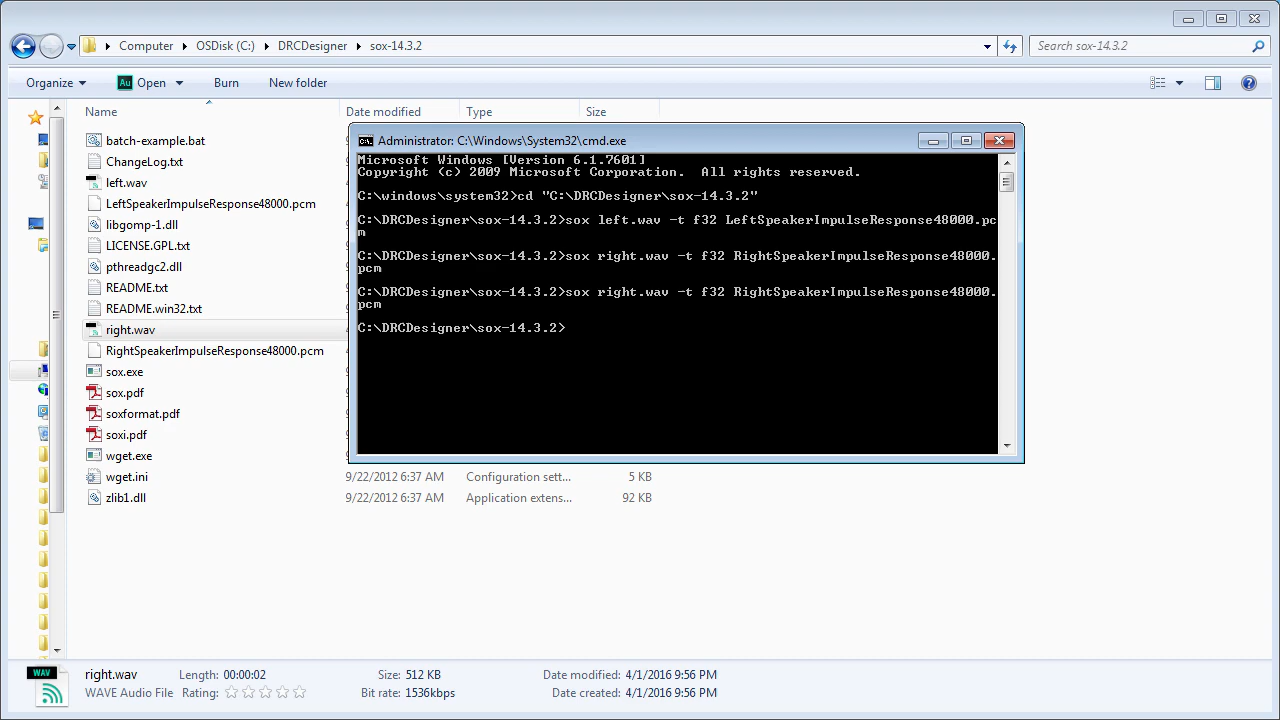 Computer OSDisk (C:) DRCDesigner sox-14.3.2
Search sox-14.3.2
Organize Au Open Burn New folder
Name Date modified Type Size
batch-example.bat
ChangeLog.txt
left.wav
LeftSpeakerImpulseResponse48000.pcm
libgomp-1.dll
LICENSE.GPL.txt
pthreadgc2.dll
README.txt
README.win32.txt
right.wav
RightSpeakerImpulseResponse48000.pcm
sox.exe
sox.pdf
soxformat.pdf
soxi.pdf
wget.exe
wget.ini 9/22/2012 6:37 AM Configuration sett... 5 KB
zlib1.dll 9/22/2012 6:37 AM Application extens... 92 KB
Administrator: C:\Windows\System32\cmd.exe
Microsoft Windows [Version 6.1.7601]
Copyright (c) 2009 Microsoft Corporation.  All rights reserved.
C:\windows\system32>cd "C:\DRCDesigner\sox-14.3.2"
C:\DRCDesigner\sox-14.3.2>sox left.wav -t f32 LeftSpeakerImpulseResponse48000.pc
m
C:\DRCDesigner\sox-14.3.2>sox right.wav -t f32 RightSpeakerImpulseResponse48000.
pcm
C:\DRCDesigner\sox-14.3.2>sox right.wav -t f32 RightSpeakerImpulseResponse48000.
pcm
C:\DRCDesigner\sox-14.3.2>
WAV
right.wav Length: 00:00:02 Size: 512 KB Date modified: 4/1/2016 9:56 PM
WAVE Audio File Rating: Bit rate: 1536kbps Date created: 4/1/2016 9:56 PM